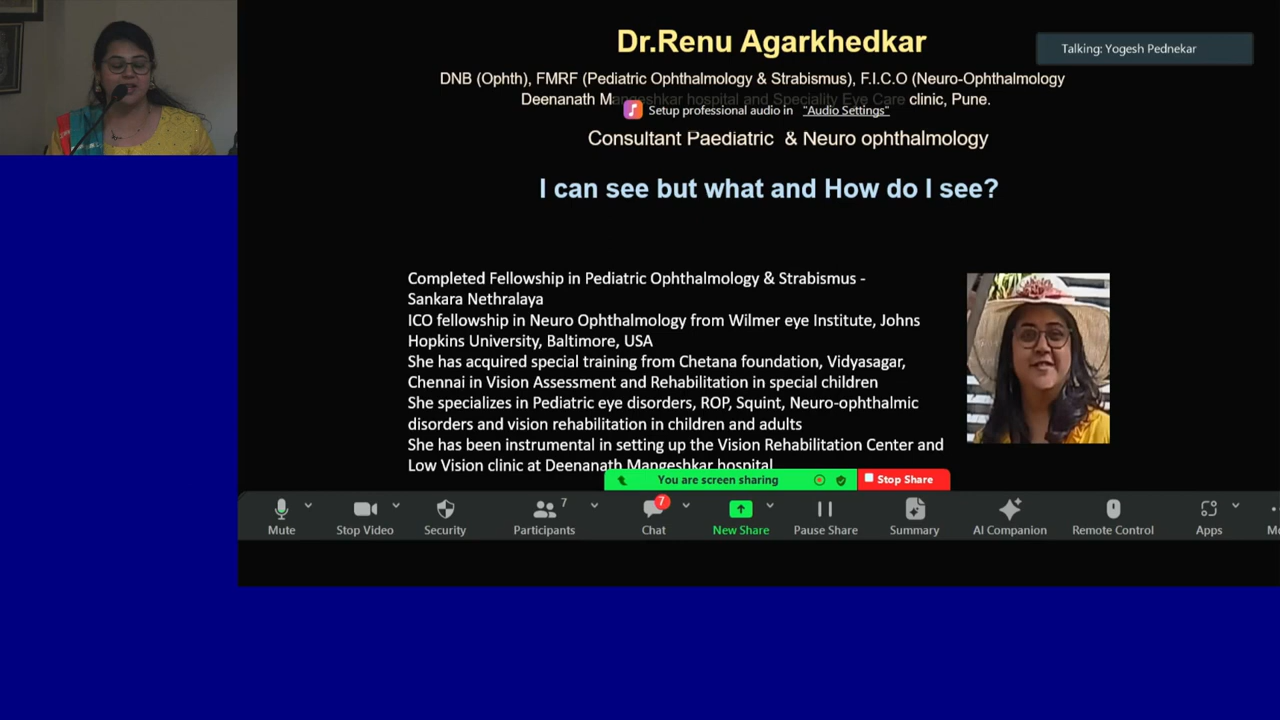 Dr.Renu Agarkhedkar
Talking: Yogesh Pednekar
DNB (Ophth), FMRF (Pediatric Ophthalmology & Strabismus), F.I.C.O (Neuro-Ophthalmology
Deenanath Mangeshkar hospital and Speciality Eye Care clinic, Pune.
Setup professional audio in "Audio Settings"
Consultant Paediatric & Neuro ophthalmology
I can see but what and How do I see?
Completed Fellowship in Pediatric Ophthalmology & Strabismus -
Sankara Nethralaya
ICO fellowship in Neuro Ophthalmology from Wilmer eye Institute, Johns
Hopkins University, Baltimore, USA
She has acquired special training from Chetana foundation, Vidyasagar,
Chennai in Vision Assessment and Rehabilitation in special children
She specializes in Pediatric eye disorders, ROP, Squint, Neuro-ophthalmic
disorders and vision rehabilitation in children and adults
She has been instrumental in setting up the Vision Rehabilitation Center and
Low Vision clinic at Deenanath Mangeshkar hospital
You are screen sharing
Stop Share
7
7
Mute
Stop Video
Security
Participants
Chat
New Share
Pause Share
Summary
AI Companion
Remote Control
Apps